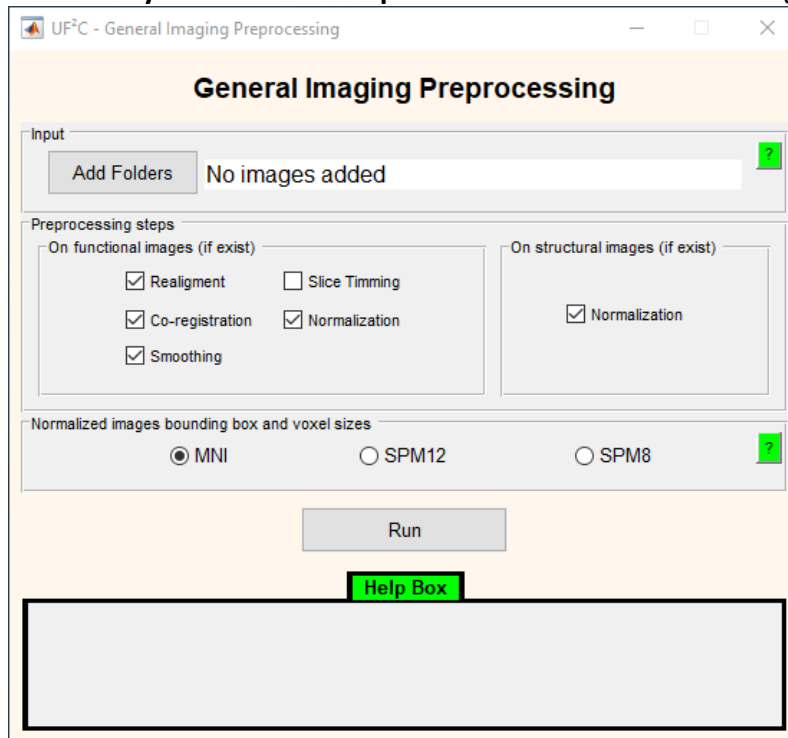 UF²C - General Imaging Preprocessing
General Imaging Preprocessing
Input
Add Folders
No images added
?
Preprocessing steps
On functional images (if exist)
On structural images (if exist)
Realigment
Slice Timming
Co-registration
Normalization
Normalization
Smoothing
Normalized images bounding box and voxel sizes
MNI
SPM12
SPM8
?
Run
Help Box